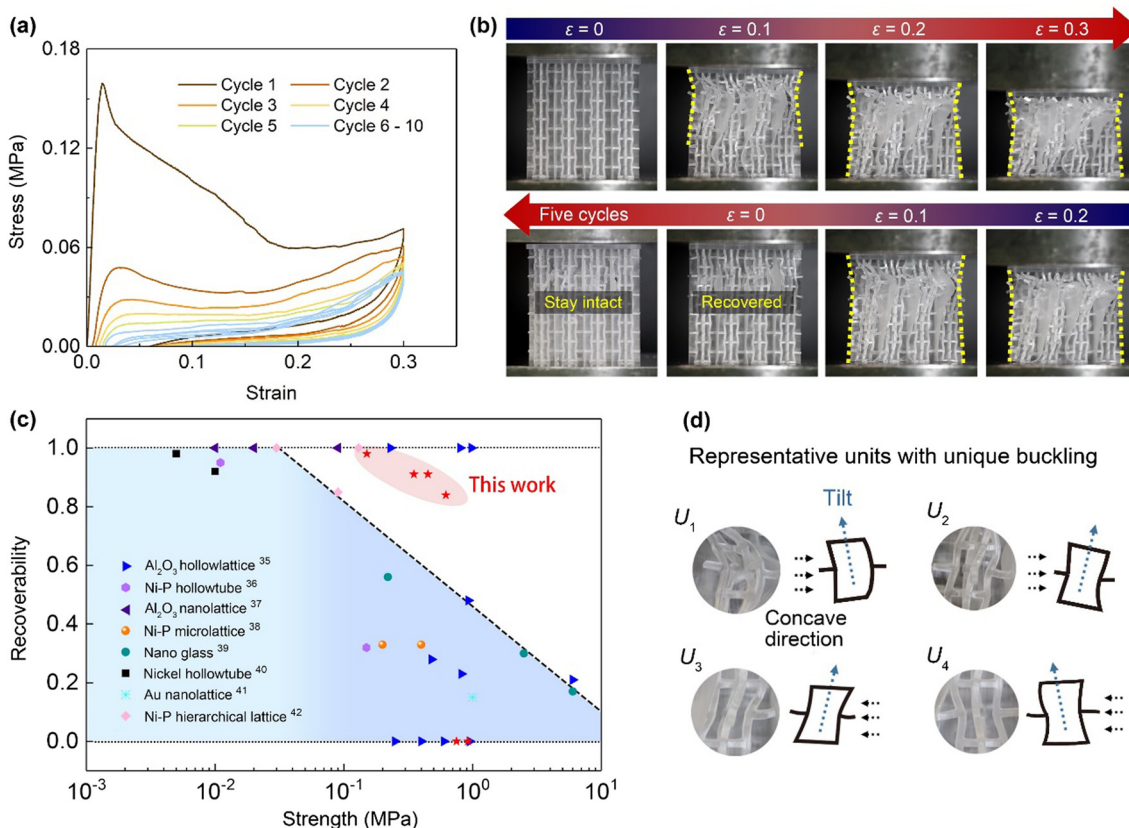 (a)
0.18
0.12
0.06
0.00
Stress (MPa)
Cycle 1
Cycle 2
Cycle 3
Cycle 4
Cycle 5
Cycle 6 - 10
0.0
0.1
0.2
0.3
Strain
(b)
ε = 0
ε = 0.1
ε = 0.2
ε = 0.3
Five cycles
ε = 0
ε = 0.1
ε = 0.2
Stay intact
Recovered
(c)
1.0
0.8
0.6
0.4
0.2
0.0
Recoverability
This work
Al₂O₃ hollowlattice ³⁵
Ni-P hollowtube ³⁶
Al₂O₃ nanolattice ³⁷
Ni-P microlattice ³⁸
Nano glass ³⁹
Nickel hollowtube ⁴⁰
Au nanolattice ⁴¹
Ni-P hierarchical lattice ⁴²
10⁻³
10⁻²
10⁻¹
10⁰
10¹
Strength (MPa)
(d)
Representative units with unique buckling
U₁
Tilt
U₂
Concave
direction
U₃
U₄